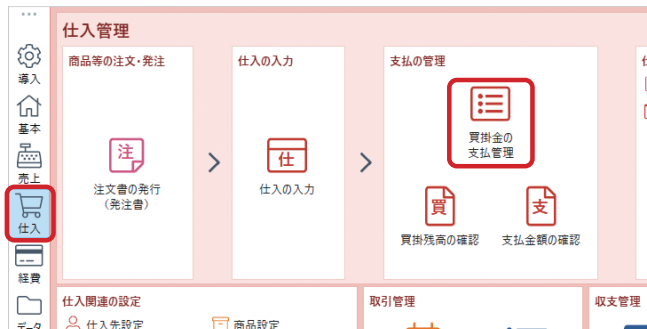 仕入管理
導入
基本
売上
仕入
経費
データ
商品等の注文・発注
注
注文書の発行
（発注書）
仕入の入力
仕
仕入の入力
支払の管理
買掛金の
支払管理
買
買掛残高の確認
支
支払金額の確認
仕入関連の設定
仕入先設定
商品設定
取引管理
収支管理